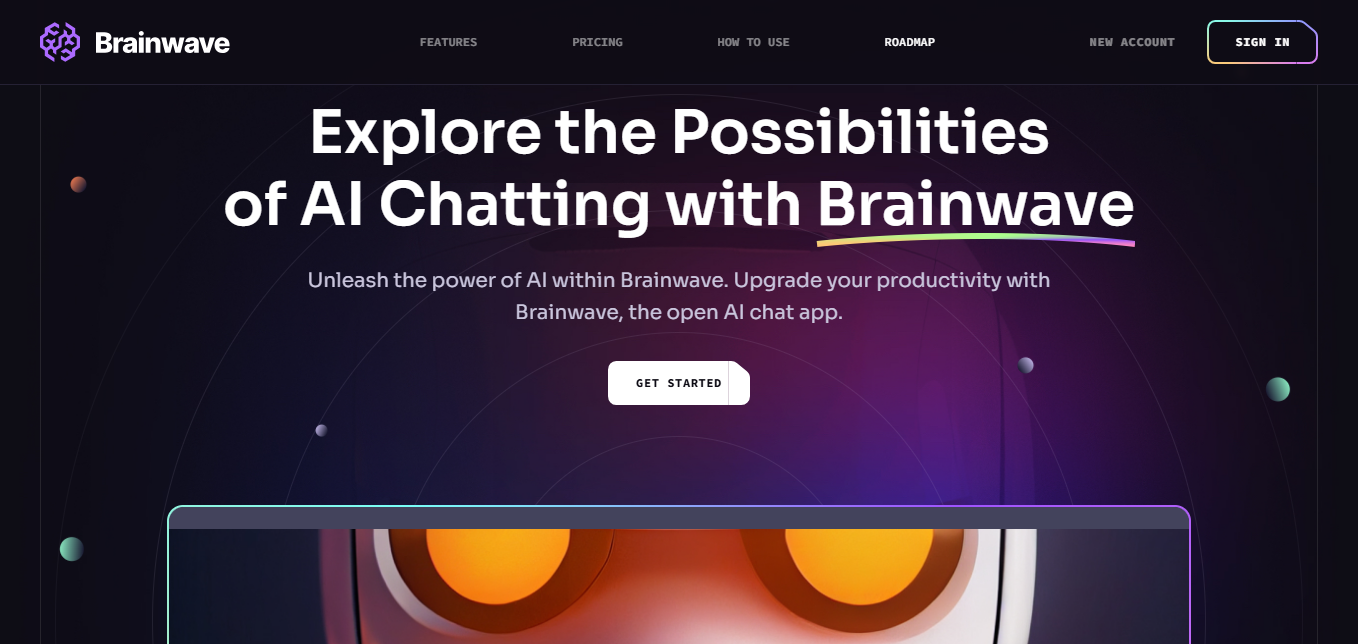 Brainwave
FEATURES
PRICING
HOW TO USE
ROADMAP
NEW ACCOUNT
SIGN IN
Explore the Possibilities
of AI Chatting with Brainwave
Unleash the power of AI within Brainwave. Upgrade your productivity with
Brainwave, the open AI chat app.
GET STARTED